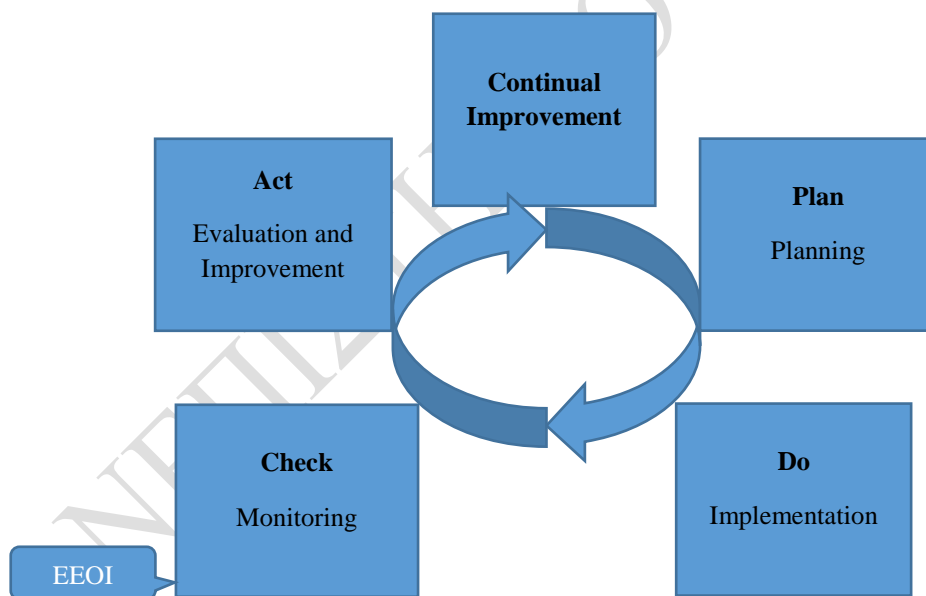 Continual
Improvement
Act
Evaluation and
Improvement
Plan
Planning
Check
Monitoring
Do
Implementation
EEOI